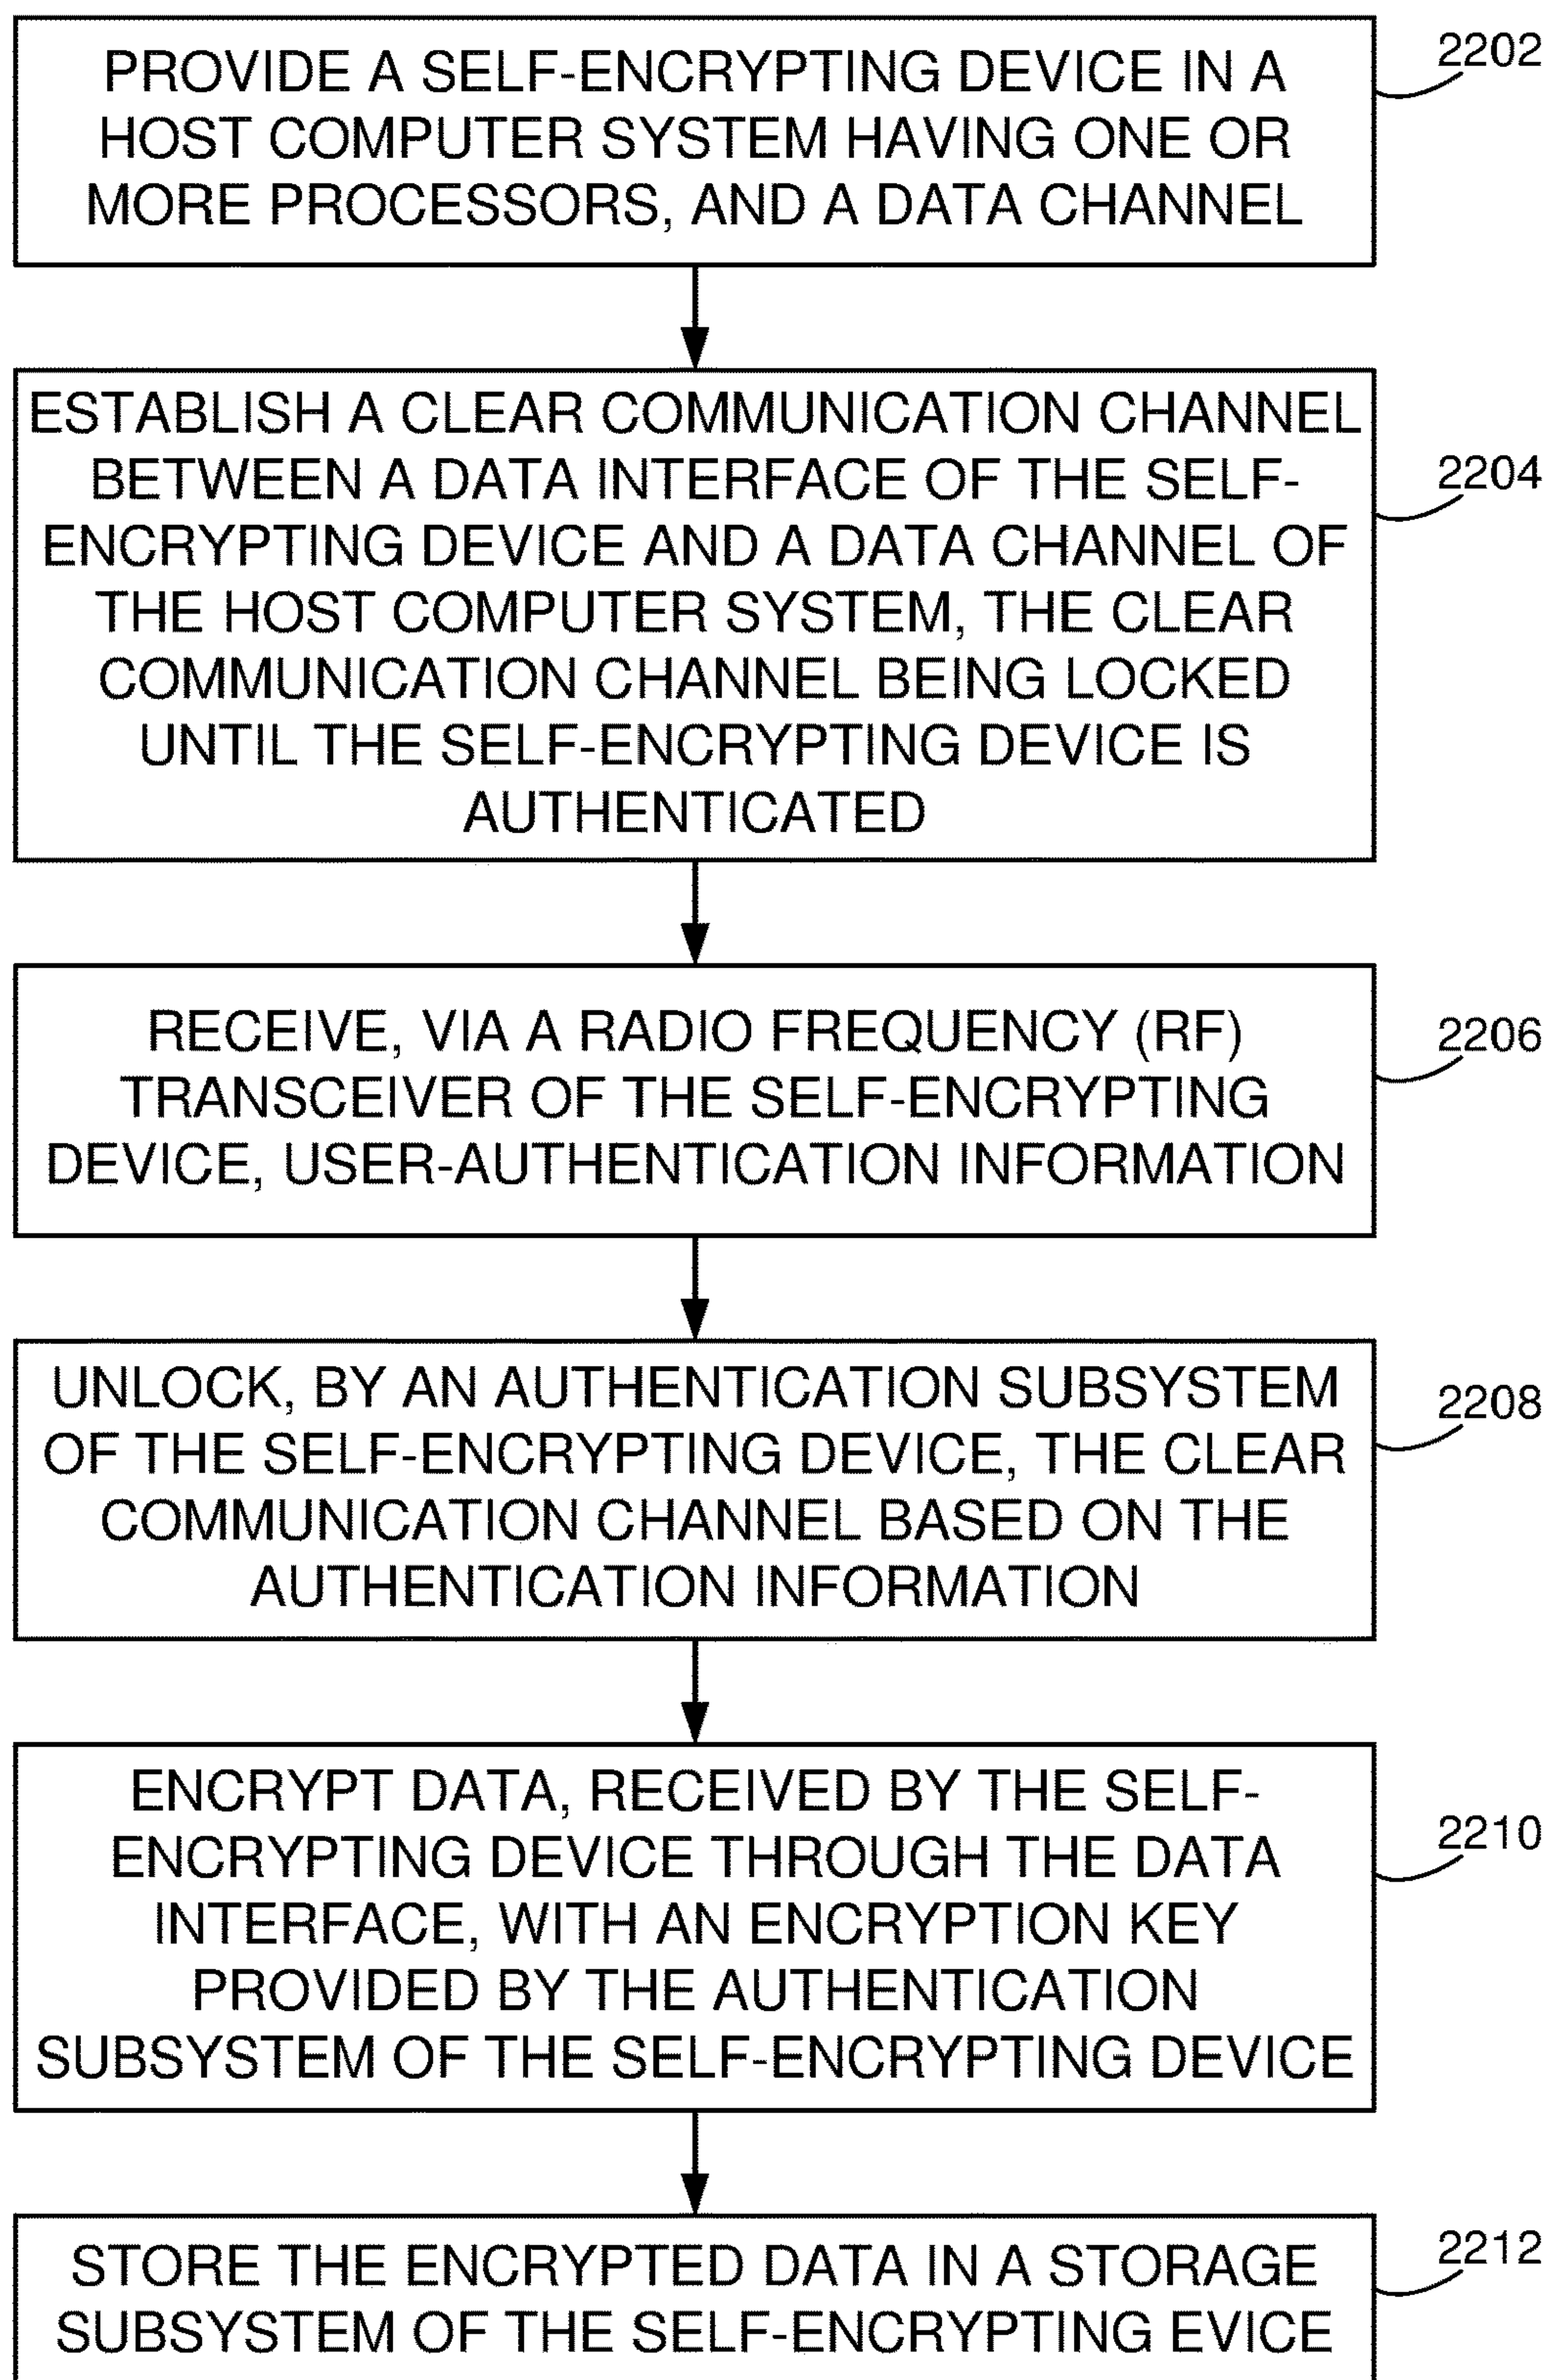 PROVIDE A SELF-ENCRYPTING DEVICE IN A
HOST COMPUTER SYSTEM HAVING ONE OR
MORE PROCESSORS, AND A DATA CHANNEL
2202
ESTABLISH A CLEAR COMMUNICATION CHANNEL
BETWEEN A DATA INTERFACE OF THE SELF-
ENCRYPTING DEVICE AND A DATA CHANNEL OF
THE HOST COMPUTER SYSTEM, THE CLEAR
COMMUNICATION CHANNEL BEING LOCKED
UNTIL THE SELF-ENCRYPTING DEVICE IS
AUTHENTICATED
2204
RECEIVE, VIA A RADIO FREQUENCY (RF)
TRANSCEIVER OF THE SELF-ENCRYPTING
DEVICE, USER-AUTHENTICATION INFORMATION
2206
UNLOCK, BY AN AUTHENTICATION SUBSYSTEM
OF THE SELF-ENCRYPTING DEVICE, THE CLEAR
COMMUNICATION CHANNEL BASED ON THE
AUTHENTICATION INFORMATION
2208
ENCRYPT DATA, RECEIVED BY THE SELF-
ENCRYPTING DEVICE THROUGH THE DATA
INTERFACE, WITH AN ENCRYPTION KEY
PROVIDED BY THE AUTHENTICATION
SUBSYSTEM OF THE SELF-ENCRYPTING DEVICE
2210
STORE THE ENCRYPTED DATA IN A STORAGE
SUBSYSTEM OF THE SELF-ENCRYPTING EVICE
2212